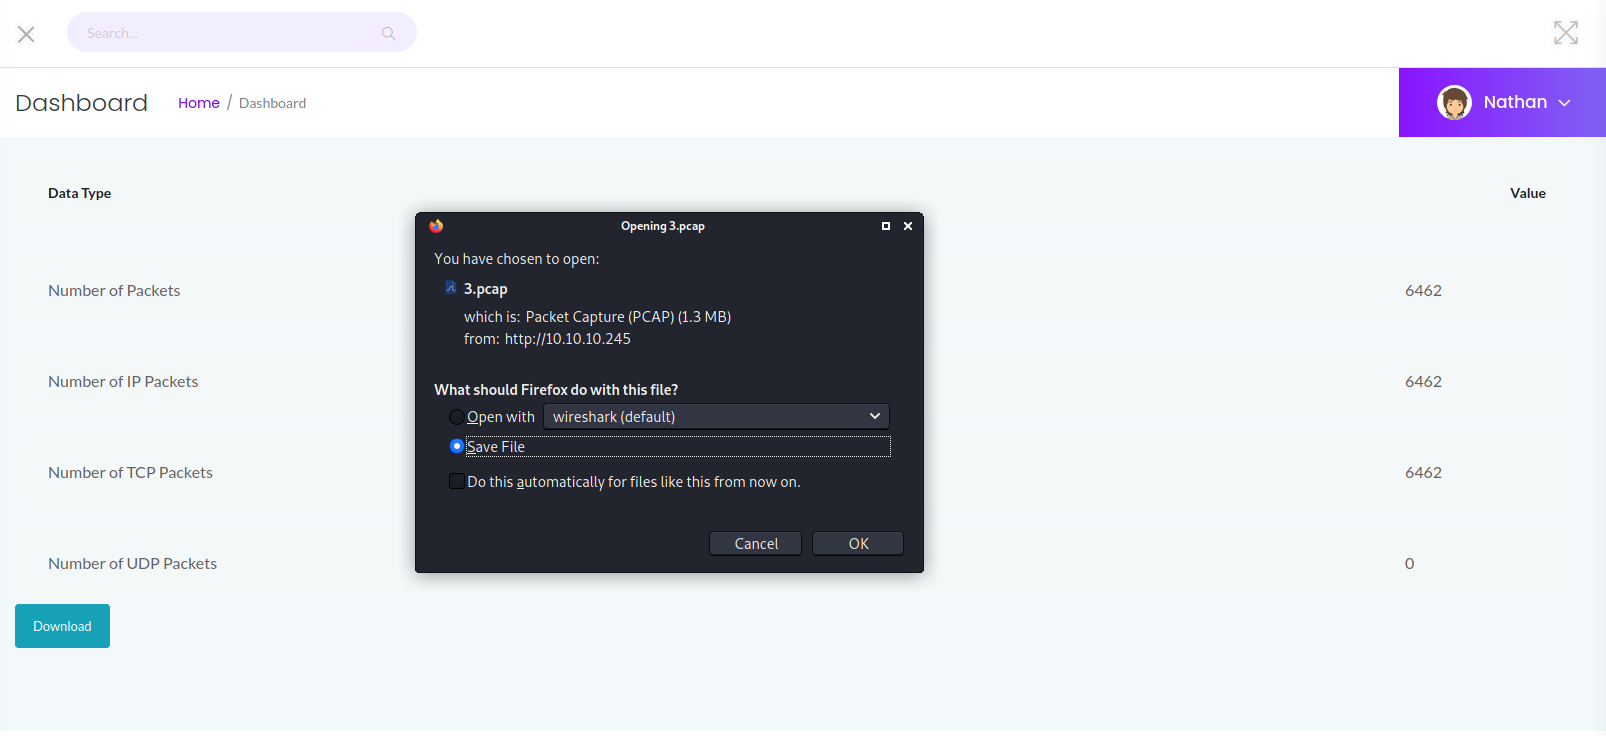 Search...
Dashboard Home / Dashboard
Nathan
Data Type Value
Number of Packets 6462
Number of IP Packets 6462
Number of TCP Packets 6462
Number of UDP Packets 0
Download
Opening 3.pcap
You have chosen to open:
3.pcap
which is: Packet Capture (PCAP) (1.3 MB)
from: http://10.10.10.245
What should Firefox do with this file?
Open with wireshark (default)
Save File
Do this automatically for files like this from now on.
Cancel OK